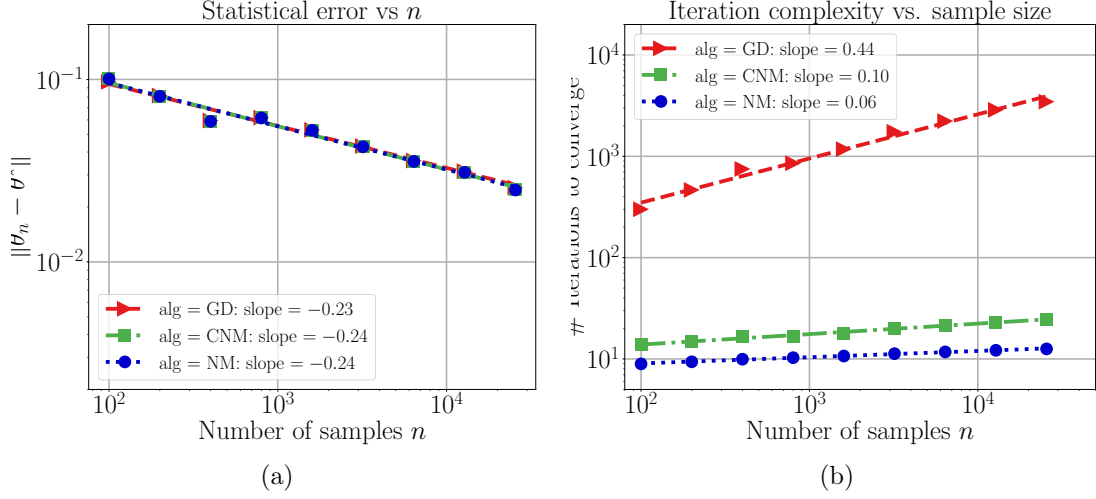 Statistical error vs n
||θ_n − θ^*||
10^{-1}
10^{-2}
alg = GD: slope = −0.23
alg = CNM: slope = −0.24
alg = NM: slope = −0.24
10^2
10^3
10^4
Number of samples n
(a)
Iteration complexity vs. sample size
# Iterations to converge
10^4
10^3
10^2
10^1
alg = GD: slope = 0.44
alg = CNM: slope = 0.10
alg = NM: slope = 0.06
10^2
10^3
10^4
Number of samples n
(b)